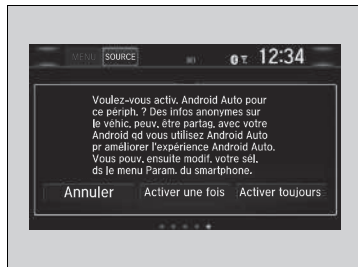 MENU SOURCE 12:34
Voulez-vous activ. Android Auto pour
ce périph. ? Des infos anonymes sur
le véhic. peuv. être partag. avec votre
Android qd vous utilisez Android Auto
pr améliorer l'expérience Android Auto.
Vous pouv. ensuite modif. votre sél.
ds le menu Param. du smartphone.
Annuler Activer une fois Activer toujours